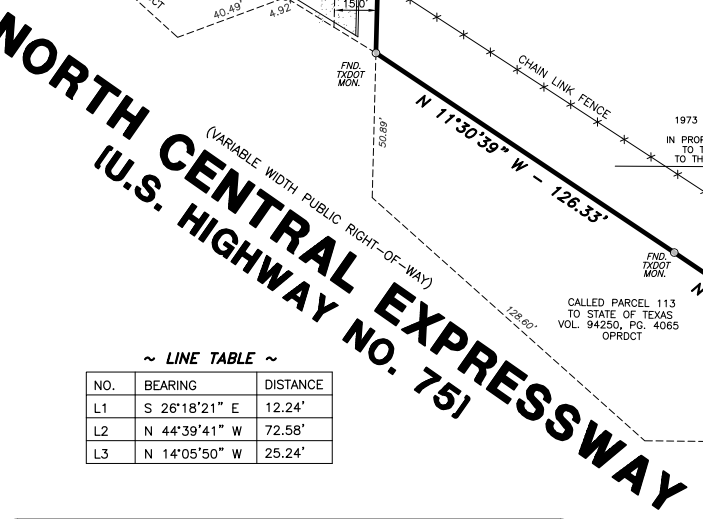 CT
40.49'
4.92'
15.0'
FND.
TXDOT
MON.
CHAIN LINK FENCE
1973
IN PROP
TO T
TO TH
N 11°30'39" W - 126.33'
50.89'
NORTH CENTRAL EXPRESSWAY
(VARIABLE WIDTH PUBLIC RIGHT-OF-WAY)
(U.S. HIGHWAY NO. 75)
FND.
TXDOT
MON.
N
128.60'
CALLED PARCEL 113
TO STATE OF TEXAS
VOL. 94250, PG. 4065
OPRDCT
~ LINE TABLE ~
NO. BEARING DISTANCE
L1 S 26°18'21" E 12.24'
L2 N 44°39'41" W 72.58'
L3 N 14°05'50" W 25.24'